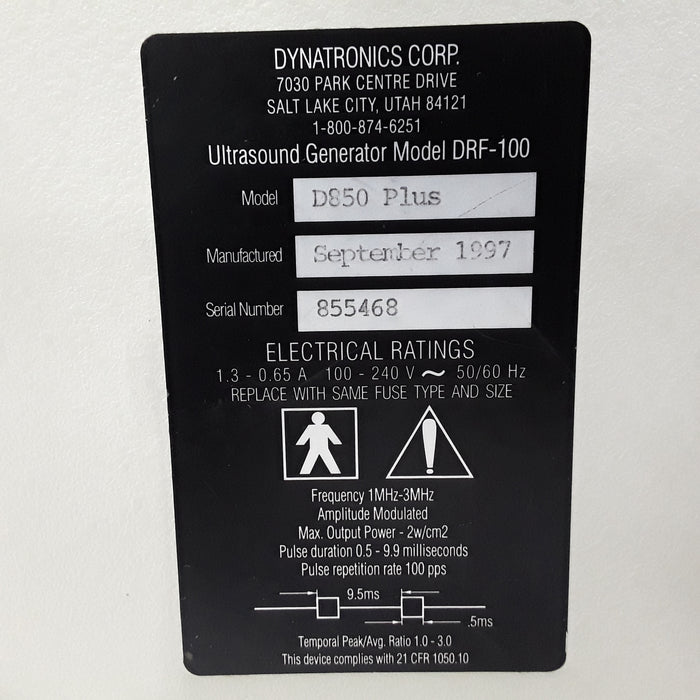 DYNATRONICS CORP.
7030 PARK CENTRE DRIVE
SALT LAKE CITY, UTAH 84121
1-800-874-6251
Ultrasound Generator Model DRF-100
Model D850 Plus
Manufactured September 1997
Serial Number 855468
ELECTRICAL RATINGS
1.3 - 0.65 A 100 - 240 V ~ 50/60 Hz
REPLACE WITH SAME FUSE TYPE AND SIZE
!
Frequency 1MHz-3MHz
Amplitude Modulated
Max. Output Power - 2w/cm2
Pulse duration 0.5 - 9.9 milliseconds
Pulse repetition rate 100 pps
9.5ms
.5ms
Temporal Peak/Avg. Ratio 1.0 - 3.0
This device complies with 21 CFR 1050.10